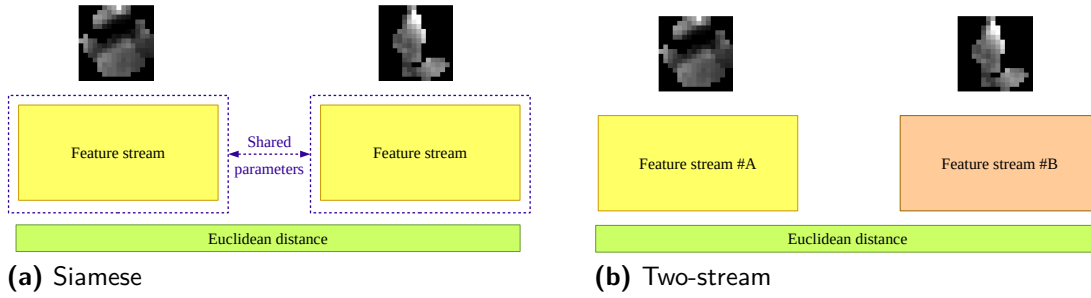 Feature stream
Shared
parameters
Feature stream
Euclidean distance
(a) Siamese
Feature stream #A
Feature stream #B
Euclidean distance
(b) Two-stream